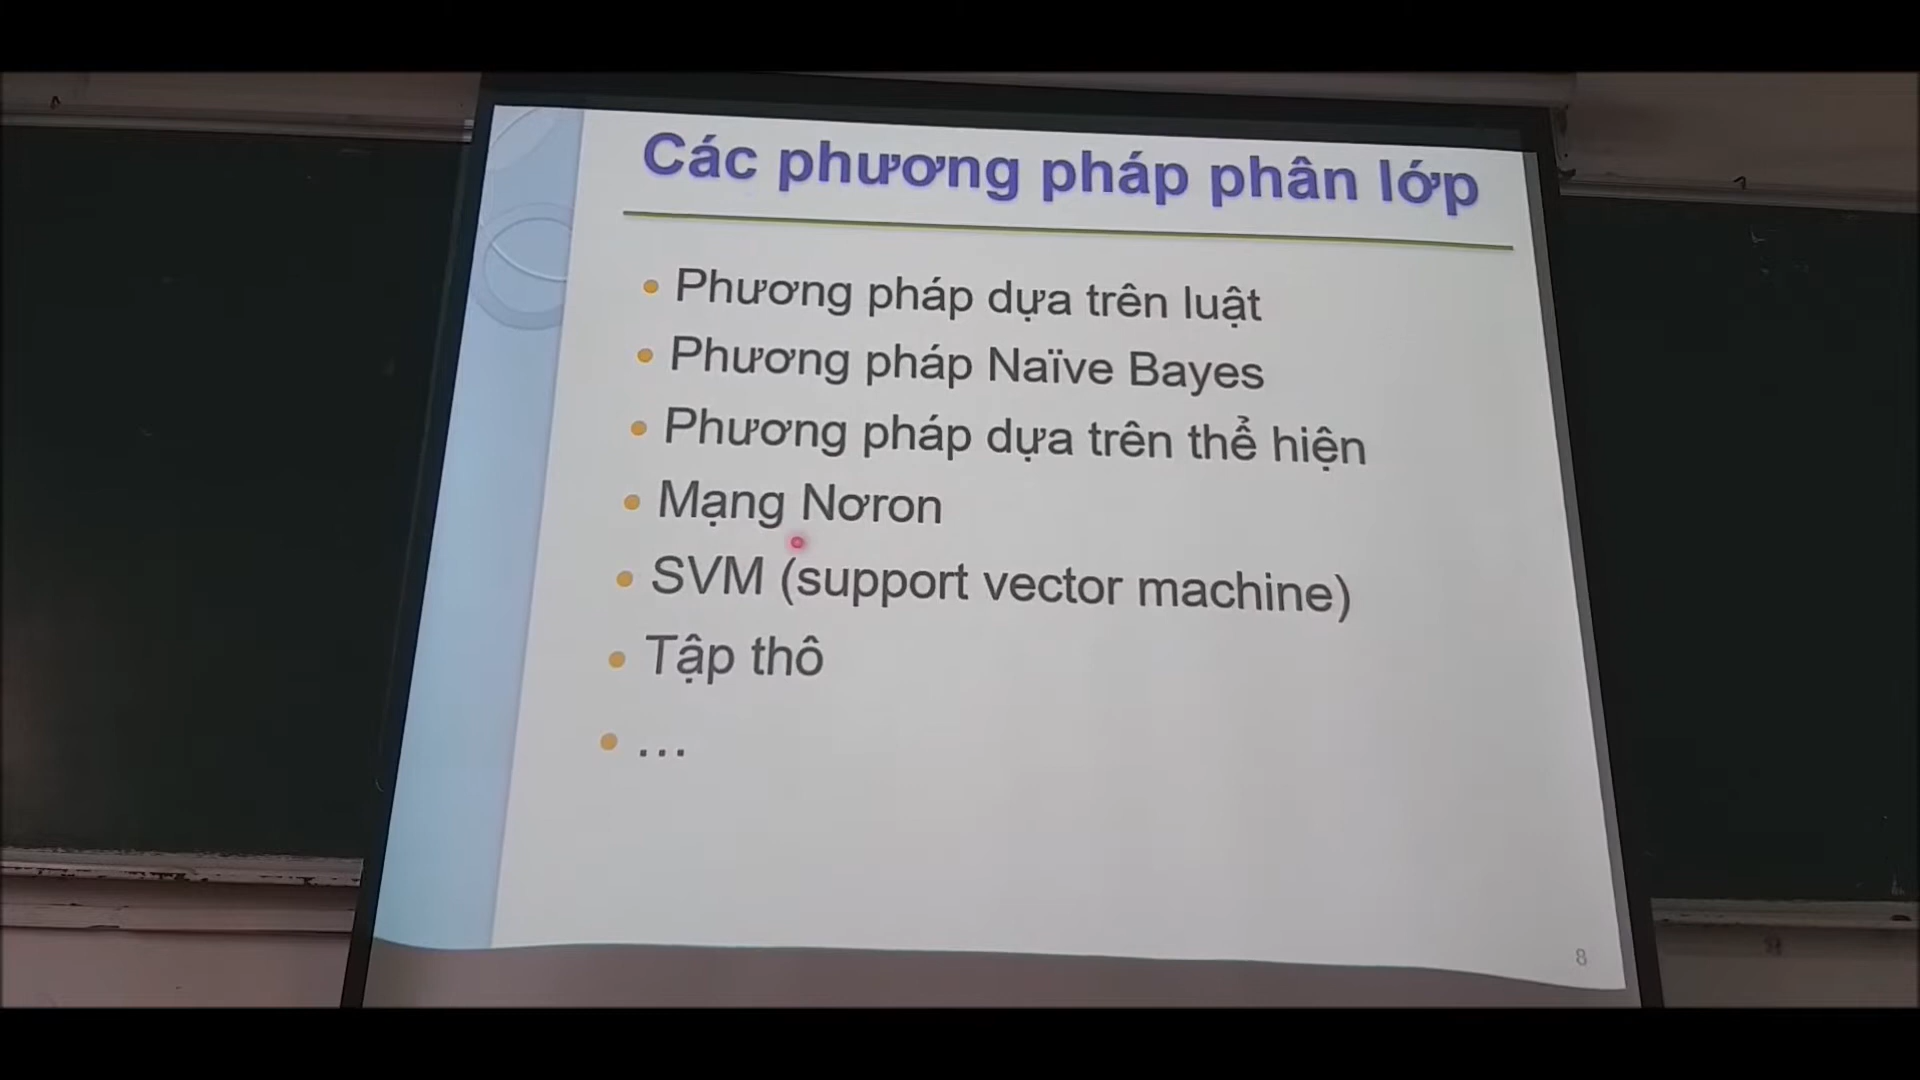 Các phương pháp phân lớp
• Phương pháp dựa trên luật
• Phương pháp Naïve Bayes
• Phương pháp dựa trên thể hiện
• Mạng Nơron
• SVM (support vector machine)
• Tập thô
• ...
8